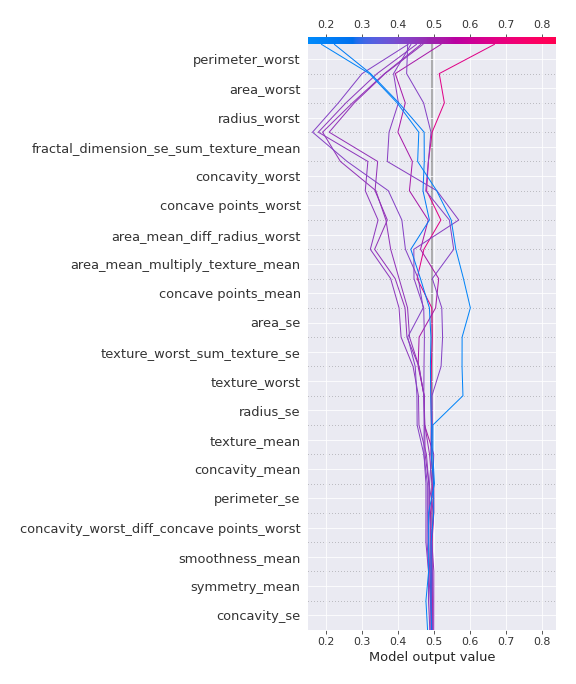 0.2 0.3 0.4 0.5 0.6 0.7 0.8
perimeter_worst
area_worst
radius_worst
fractal_dimension_se_sum_texture_mean
concavity_worst
concave points_worst
area_mean_diff_radius_worst
area_mean_multiply_texture_mean
concave points_mean
area_se
texture_worst_sum_texture_se
texture_worst
radius_se
texture_mean
concavity_mean
perimeter_se
concavity_worst_diff_concave points_worst
smoothness_mean
symmetry_mean
concavity_se
0.2 0.3 0.4 0.5 0.6 0.7 0.8
Model output value